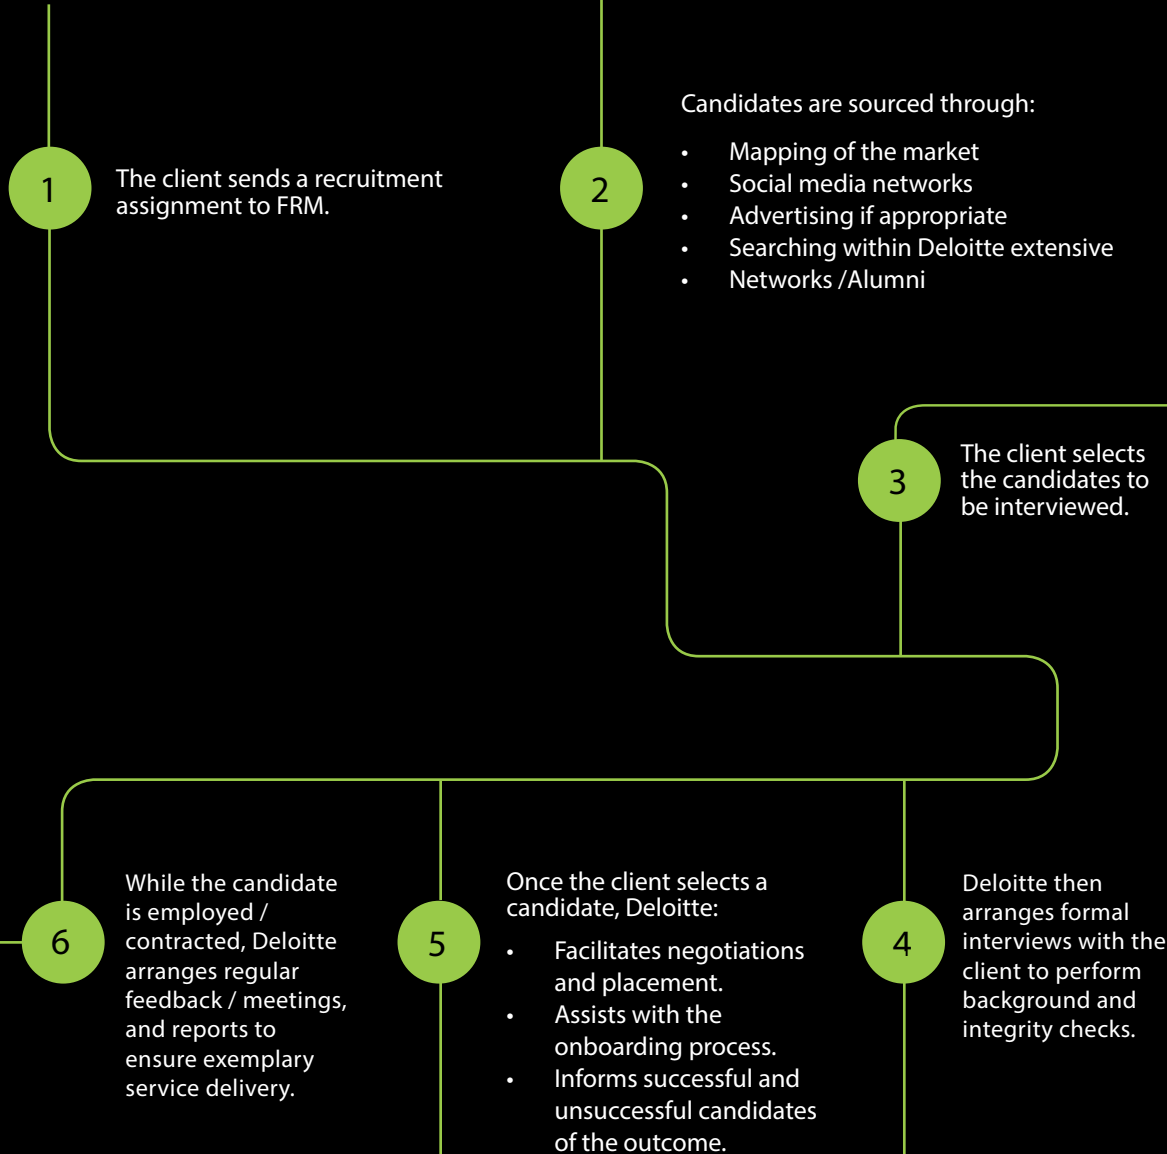 1
The client sends a recruitment
assignment to FRM.
2
Candidates are sourced through:
• Mapping of the market
• Social media networks
• Advertising if appropriate
• Searching within Deloitte extensive
• Networks /Alumni
3
The client selects
the candidates to
be interviewed.
4
Deloitte then
arranges formal
interviews with the
client to perform
background and
integrity checks.
5
Once the client selects a
candidate, Deloitte:
• Facilitates negotiations
and placement.
• Assists with the
onboarding process.
• Informs successful and
unsuccessful candidates
of the outcome.
6
While the candidate
is employed /
contracted, Deloitte
arranges regular
feedback / meetings,
and reports to
ensure exemplary
service delivery.